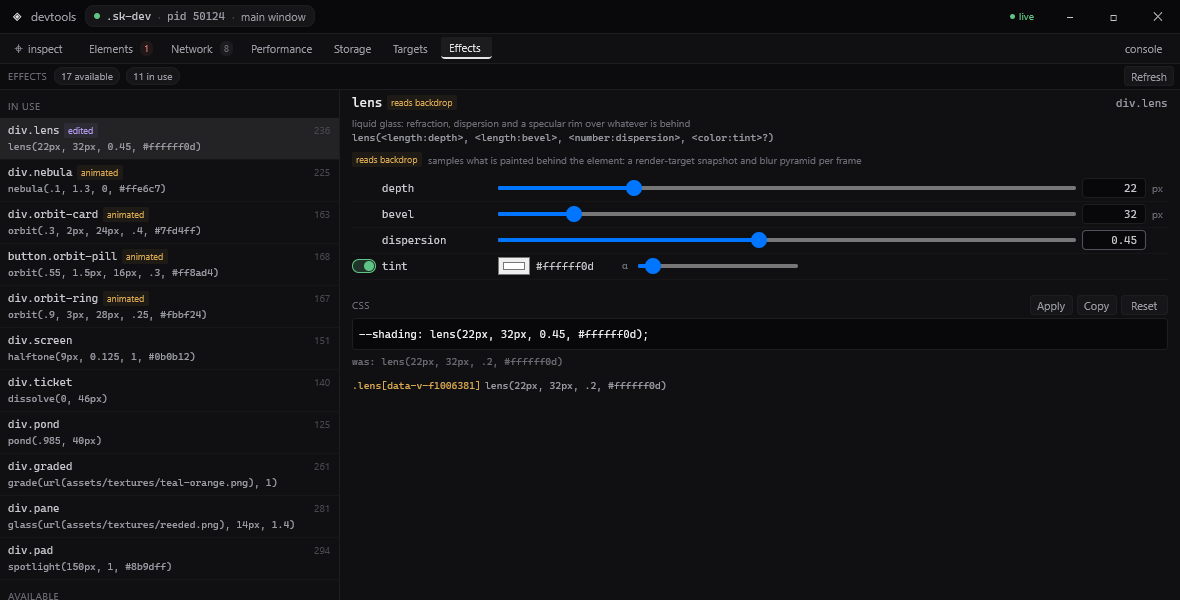 devtools .sk-dev · pid 50124 · main window live
inspect Elements 1 Network 8 Performance Storage Targets Effects console
EFFECTS 17 available 11 in use Refresh
IN USE
div.lens edited 236
lens(22px, 32px, 0.45, #ffffff0d)
div.nebula animated 225
nebula(.1, 1.3, 0, #ffe6c7)
div.orbit-card animated 163
orbit(.3, 2px, 24px, .4, #7fd4ff)
button.orbit-pill animated 168
orbit(.55, 1.5px, 16px, .3, #ff8ad4)
div.orbit-ring animated 167
orbit(.9, 3px, 28px, .25, #fbbf24)
div.screen 151
halftone(9px, 0.125, 1, #0b0b12)
div.ticket 140
dissolve(0, 46px)
div.pond 125
pond(.985, 40px)
div.graded 261
grade(url(assets/textures/teal-orange.png), 1)
div.pane 281
glass(url(assets/textures/reeded.png), 14px, 1.4)
div.pad 294
spotlight(150px, 1, #8b9dff)
AVAILABLE
lens reads backdrop div.lens
liquid glass: refraction, dispersion and a specular rim over whatever is behind
lens(<length:depth>, <length:bevel>, <number:dispersion>, <color:tint>?)
reads backdrop samples what is painted behind the element: a render-target snapshot and blur pyramid per frame
depth 22 px
bevel 32 px
dispersion 0.45
tint #ffffff0d α
CSS Apply Copy Reset
--shading: lens(22px, 32px, 0.45, #ffffff0d);
was: lens(22px, 32px, .2, #ffffff0d)
.lens[data-v-f1006381] lens(22px, 32px, .2, #ffffff0d)